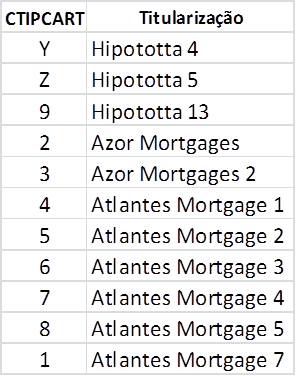 CTIPCART Titularização
Y Hipototta 4
Z Hipototta 5
9 Hipototta 13
2 Azor Mortgages
3 Azor Mortgages 2
4 Atlantes Mortgage 1
5 Atlantes Mortgage 2
6 Atlantes Mortgage 3
7 Atlantes Mortgage 4
8 Atlantes Mortgage 5
1 Atlantes Mortgage 7